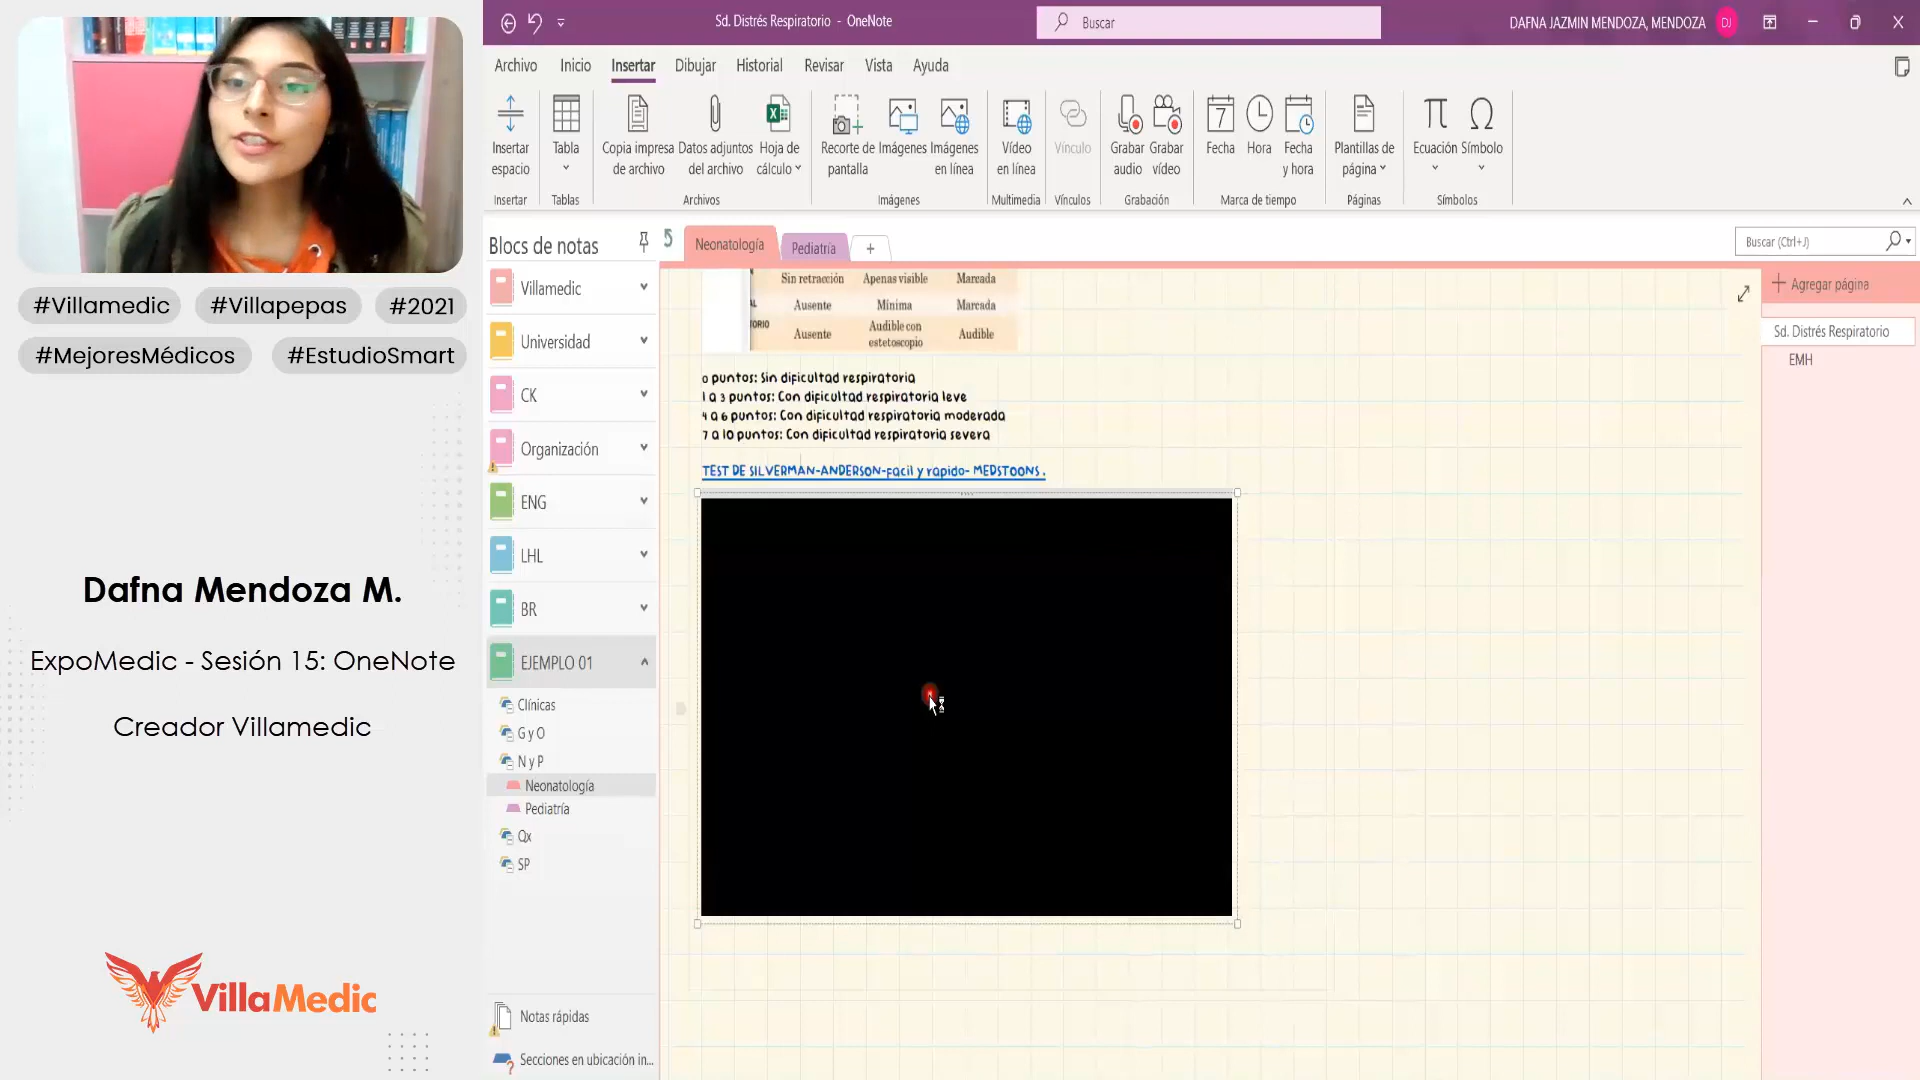 #Villamedic #Villapepas #2021
#MejoresMédicos #EstudioSmart
Dafna Mendoza M.
ExpoMedic - Sesión 15: OneNote
Creador Villamedic
VillaMedic
Sd. Distrés Respiratorio - OneNote
Buscar
DAFNA JAZMIN MENDOZA, MENDOZA DJ
Archivo Inicio Insertar Dibujar Historial Revisar Vista Ayuda
Insertar espacio
Tabla
Copia impresa de archivo
Datos adjuntos del archivo
Hoja de cálculo
Recorte de pantalla
Imágenes
Imágenes en línea
Vídeo en línea
Vínculo
Grabar audio
Grabar vídeo
Fecha
Hora
Fecha y hora
Plantillas de página
Ecuación
Símbolo
Insertar Tablas Archivos Imágenes Multimedia Vínculos Grabación Marca de tiempo Páginas Símbolos
Blocs de notas
Villamedic
Universidad
CK
Organización
ENG
LHL
BR
EJEMPLO 01
Clínicas
G y O
N y P
Neonatología
Pediatría
Qx
SP
Notas rápidas
Secciones en ubicación in...
Neonatología Pediatría +
Buscar (Ctrl+J)
Sin retracción Apenas visible Marcada
Ausente Mínima Marcada
Ausente Audible con estetoscopio Audible
0 puntos: Sin dificultad respiratoria
1 a 3 puntos: Con dificultad respiratoria leve
4 a 6 puntos: Con dificultad respiratoria moderada
7 a 10 puntos: Con dificultad respiratoria severa
TEST DE SILVERMAN-ANDERSON-facil y rapido- MEDSTOONS .
Agregar página
Sd. Distrés Respiratorio
EMH